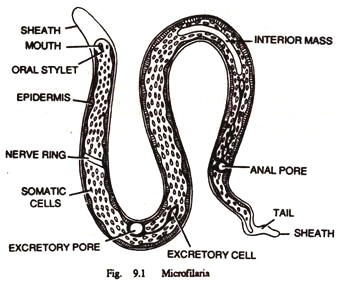 SHEATH
MOUTH
ORAL STYLET
EPIDERMIS
NERVE RING
SOMATIC
CELLS
EXCRETORY PORE
INTERIOR MASS
ANAL PORE
TAIL
SHEATH
EXCRETORY CELL
Fig. 9.1 Microfilaria